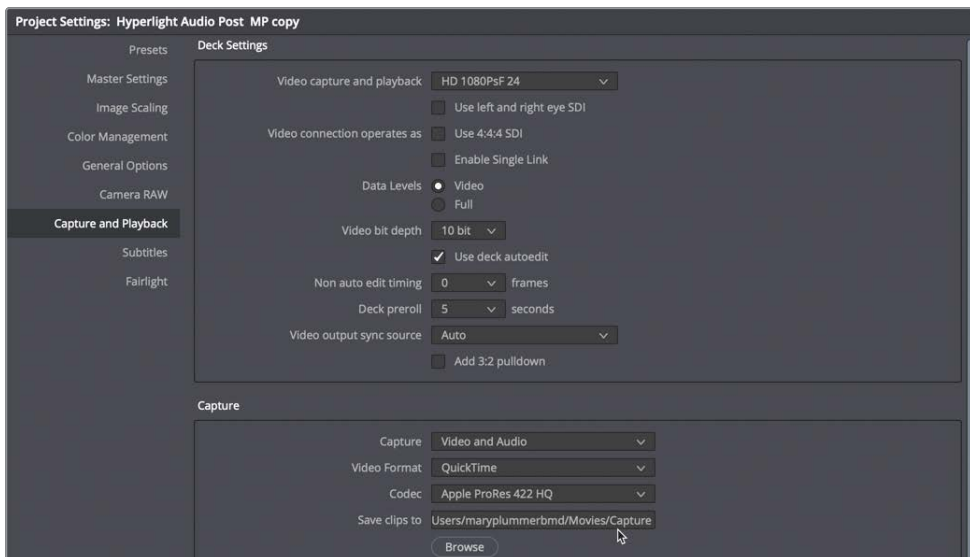 Project Settings: Hyperlight Audio Post MP copy
Presets
Master Settings
Image Scaling
Color Management
General Options
Camera RAW
Capture and Playback
Subtitles
Fairlight
Deck Settings
Video capture and playback HD 1080PsF 24
Use left and right eye SDI
Video connection operates as Use 4:4:4 SDI
Enable Single Link
Data Levels Video
Full
Video bit depth 10 bit
Use deck autoedit
Non auto edit timing 0 frames
Deck preroll 5 seconds
Video output sync source Auto
Add 3:2 pulldown
Capture
Capture Video and Audio
Video Format QuickTime
Codec Apple ProRes 422 HQ
Save clips to Users/maryplummerbmd/Movies/Capture
Browse